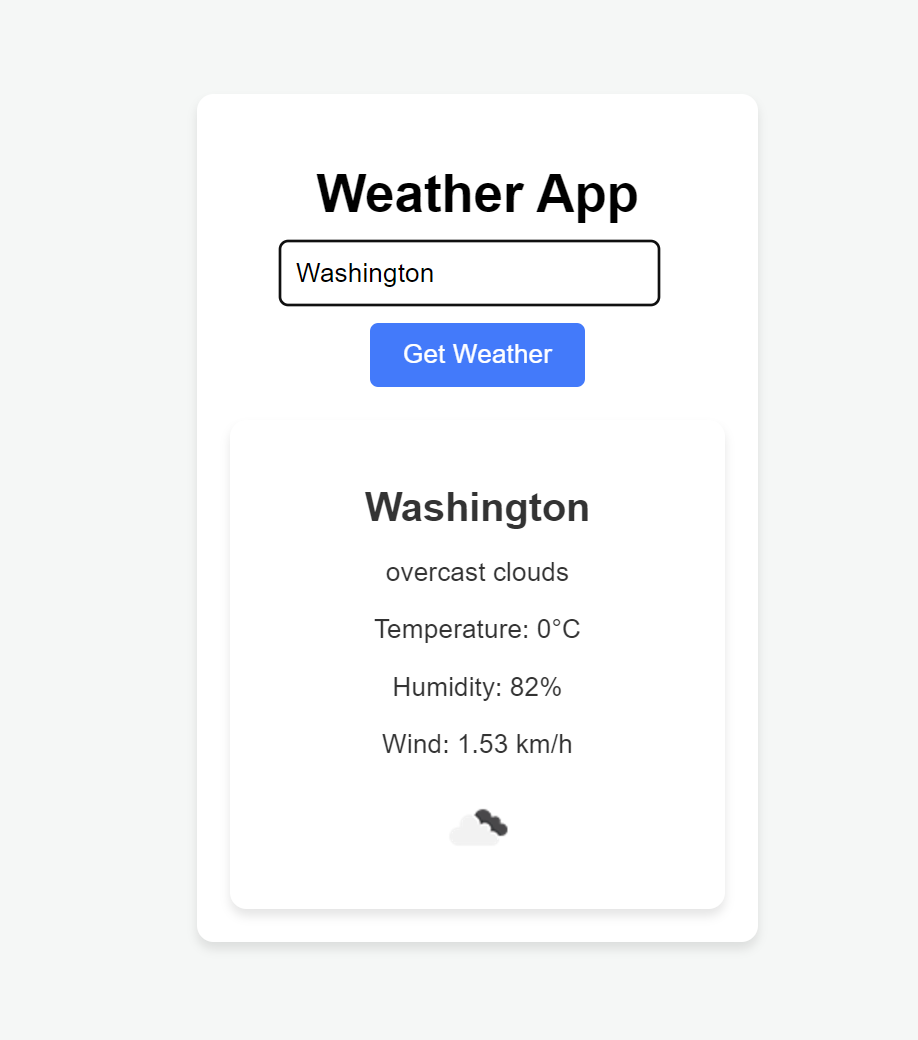 Weather App
Washington
Get Weather
Washington
overcast clouds
Temperature: 0°C
Humidity: 82%
Wind: 1.53 km/h